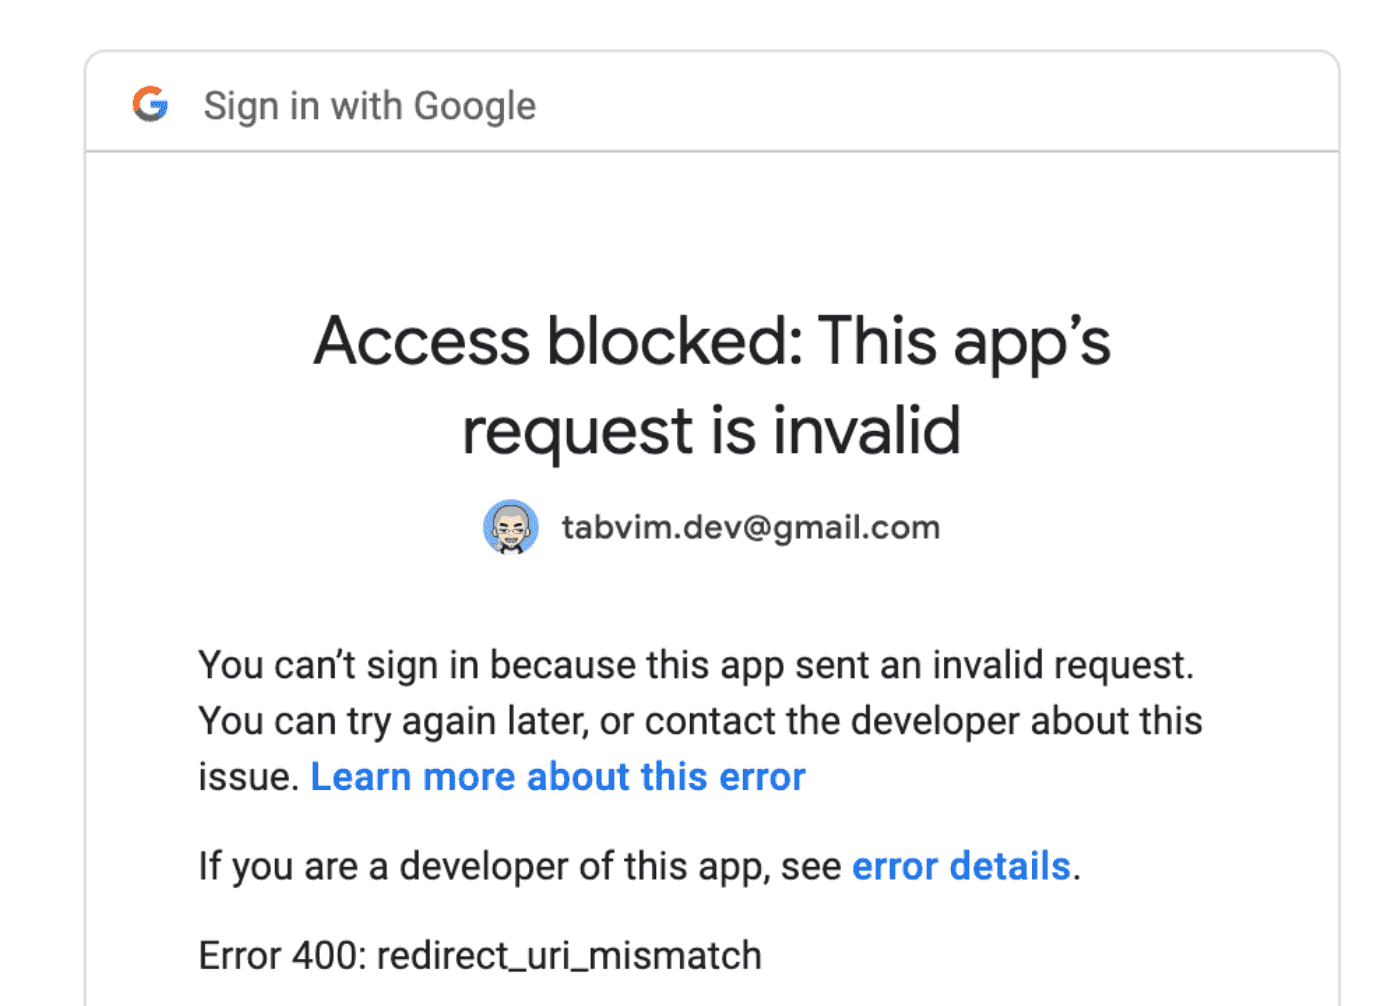 Sign in with Google
Access blocked: This app’s
request is invalid
tabvim.dev@gmail.com
You can’t sign in because this app sent an invalid request.
You can try again later, or contact the developer about this
issue. Learn more about this error
If you are a developer of this app, see error details.
Error 400: redirect_uri_mismatch